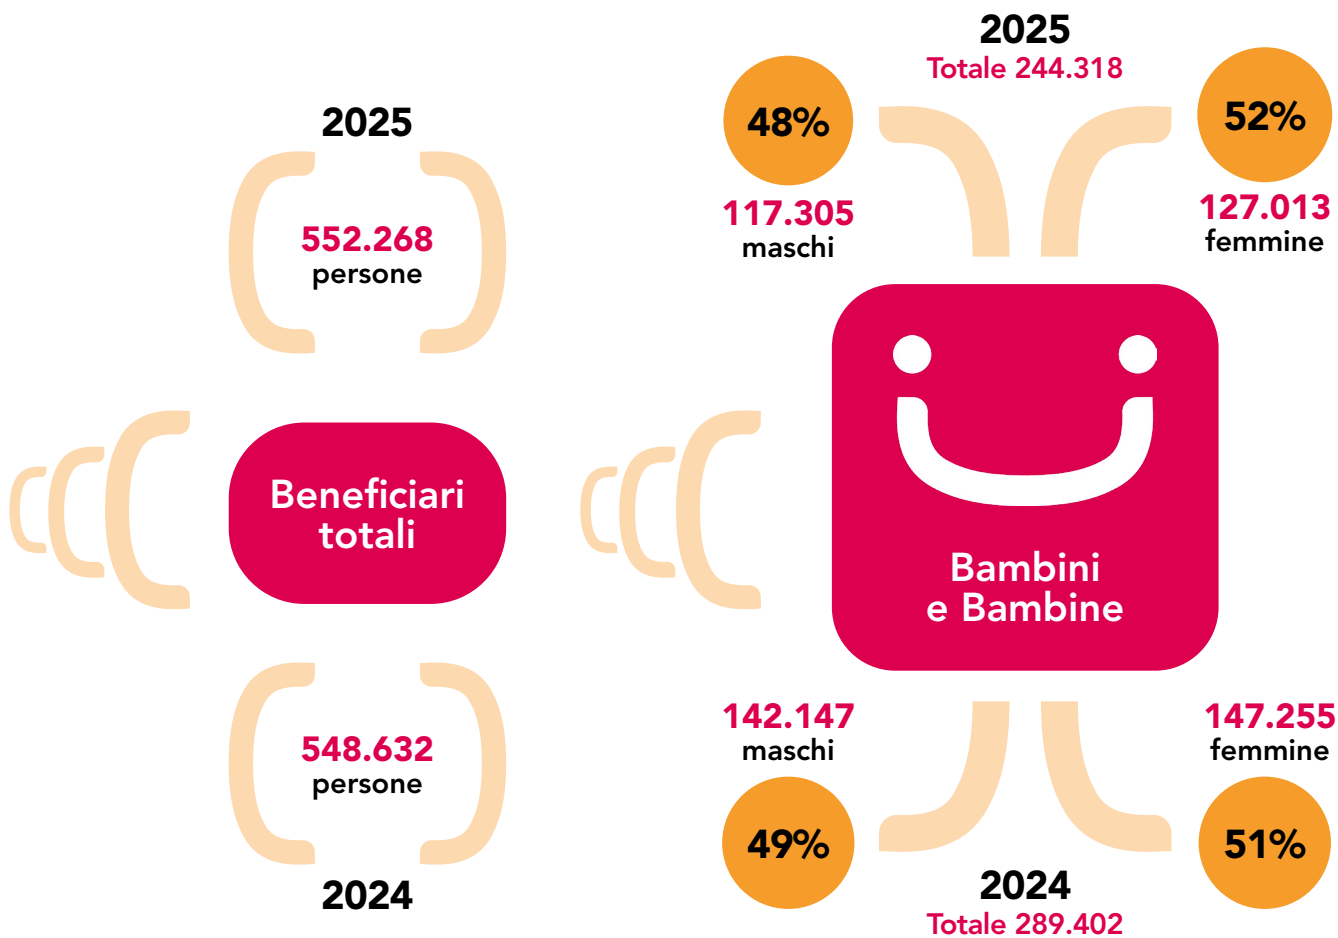 2025
552.268
persone
Beneficiari
totali
548.632
persone
2024
2025
Totale 244.318
48%
117.305
maschi
52%
127.013
femmine
Bambini
e Bambine
142.147
maschi
49%
147.255
femmine
51%
2024
Totale 289.402